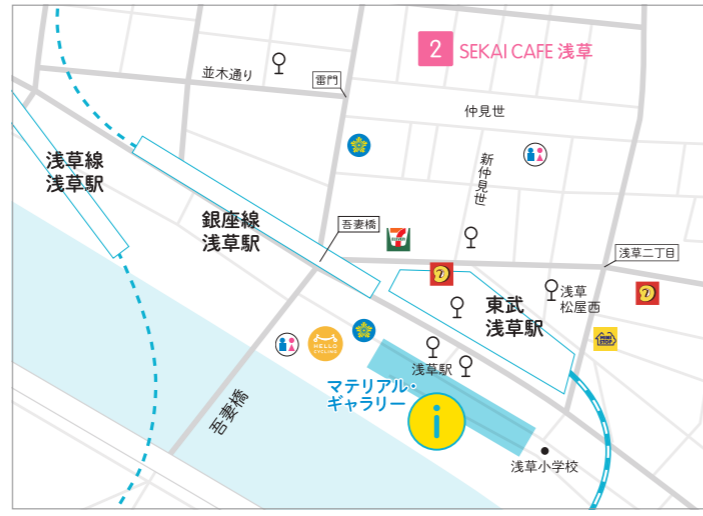 2 SEKAI CAFE 浅草
並木通り
雷門
仲見世
浅草線
浅草駅
新仲見世
銀座線
浅草駅
吾妻橋
浅草二丁目
東武
浅草駅
浅草
松屋西
HELLO
CYCLING
浅草駅
マテリアル・
ギャラリー
i
吾妻橋
浅草小学校